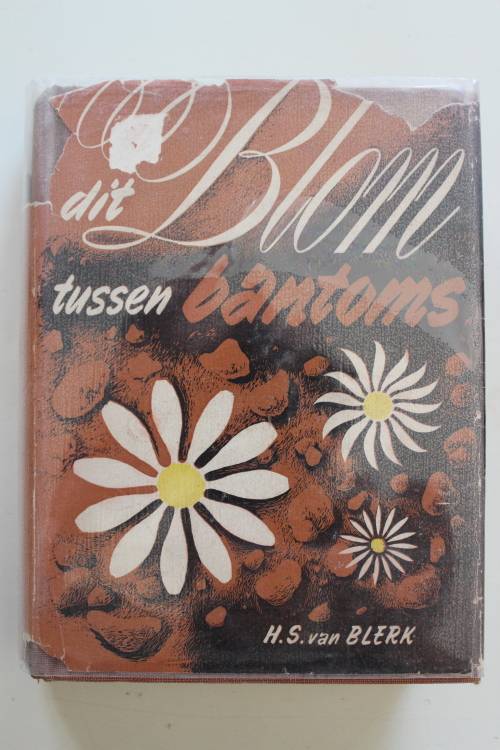 dit Blom
tussen bantoms
H.S. van BLERK